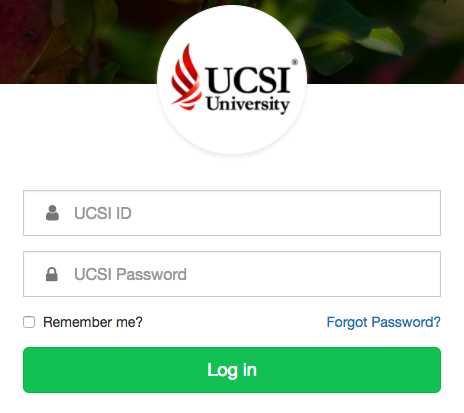 UCSI®
University
UCSI ID
UCSI Password
Remember me? Forgot Password?
Log in